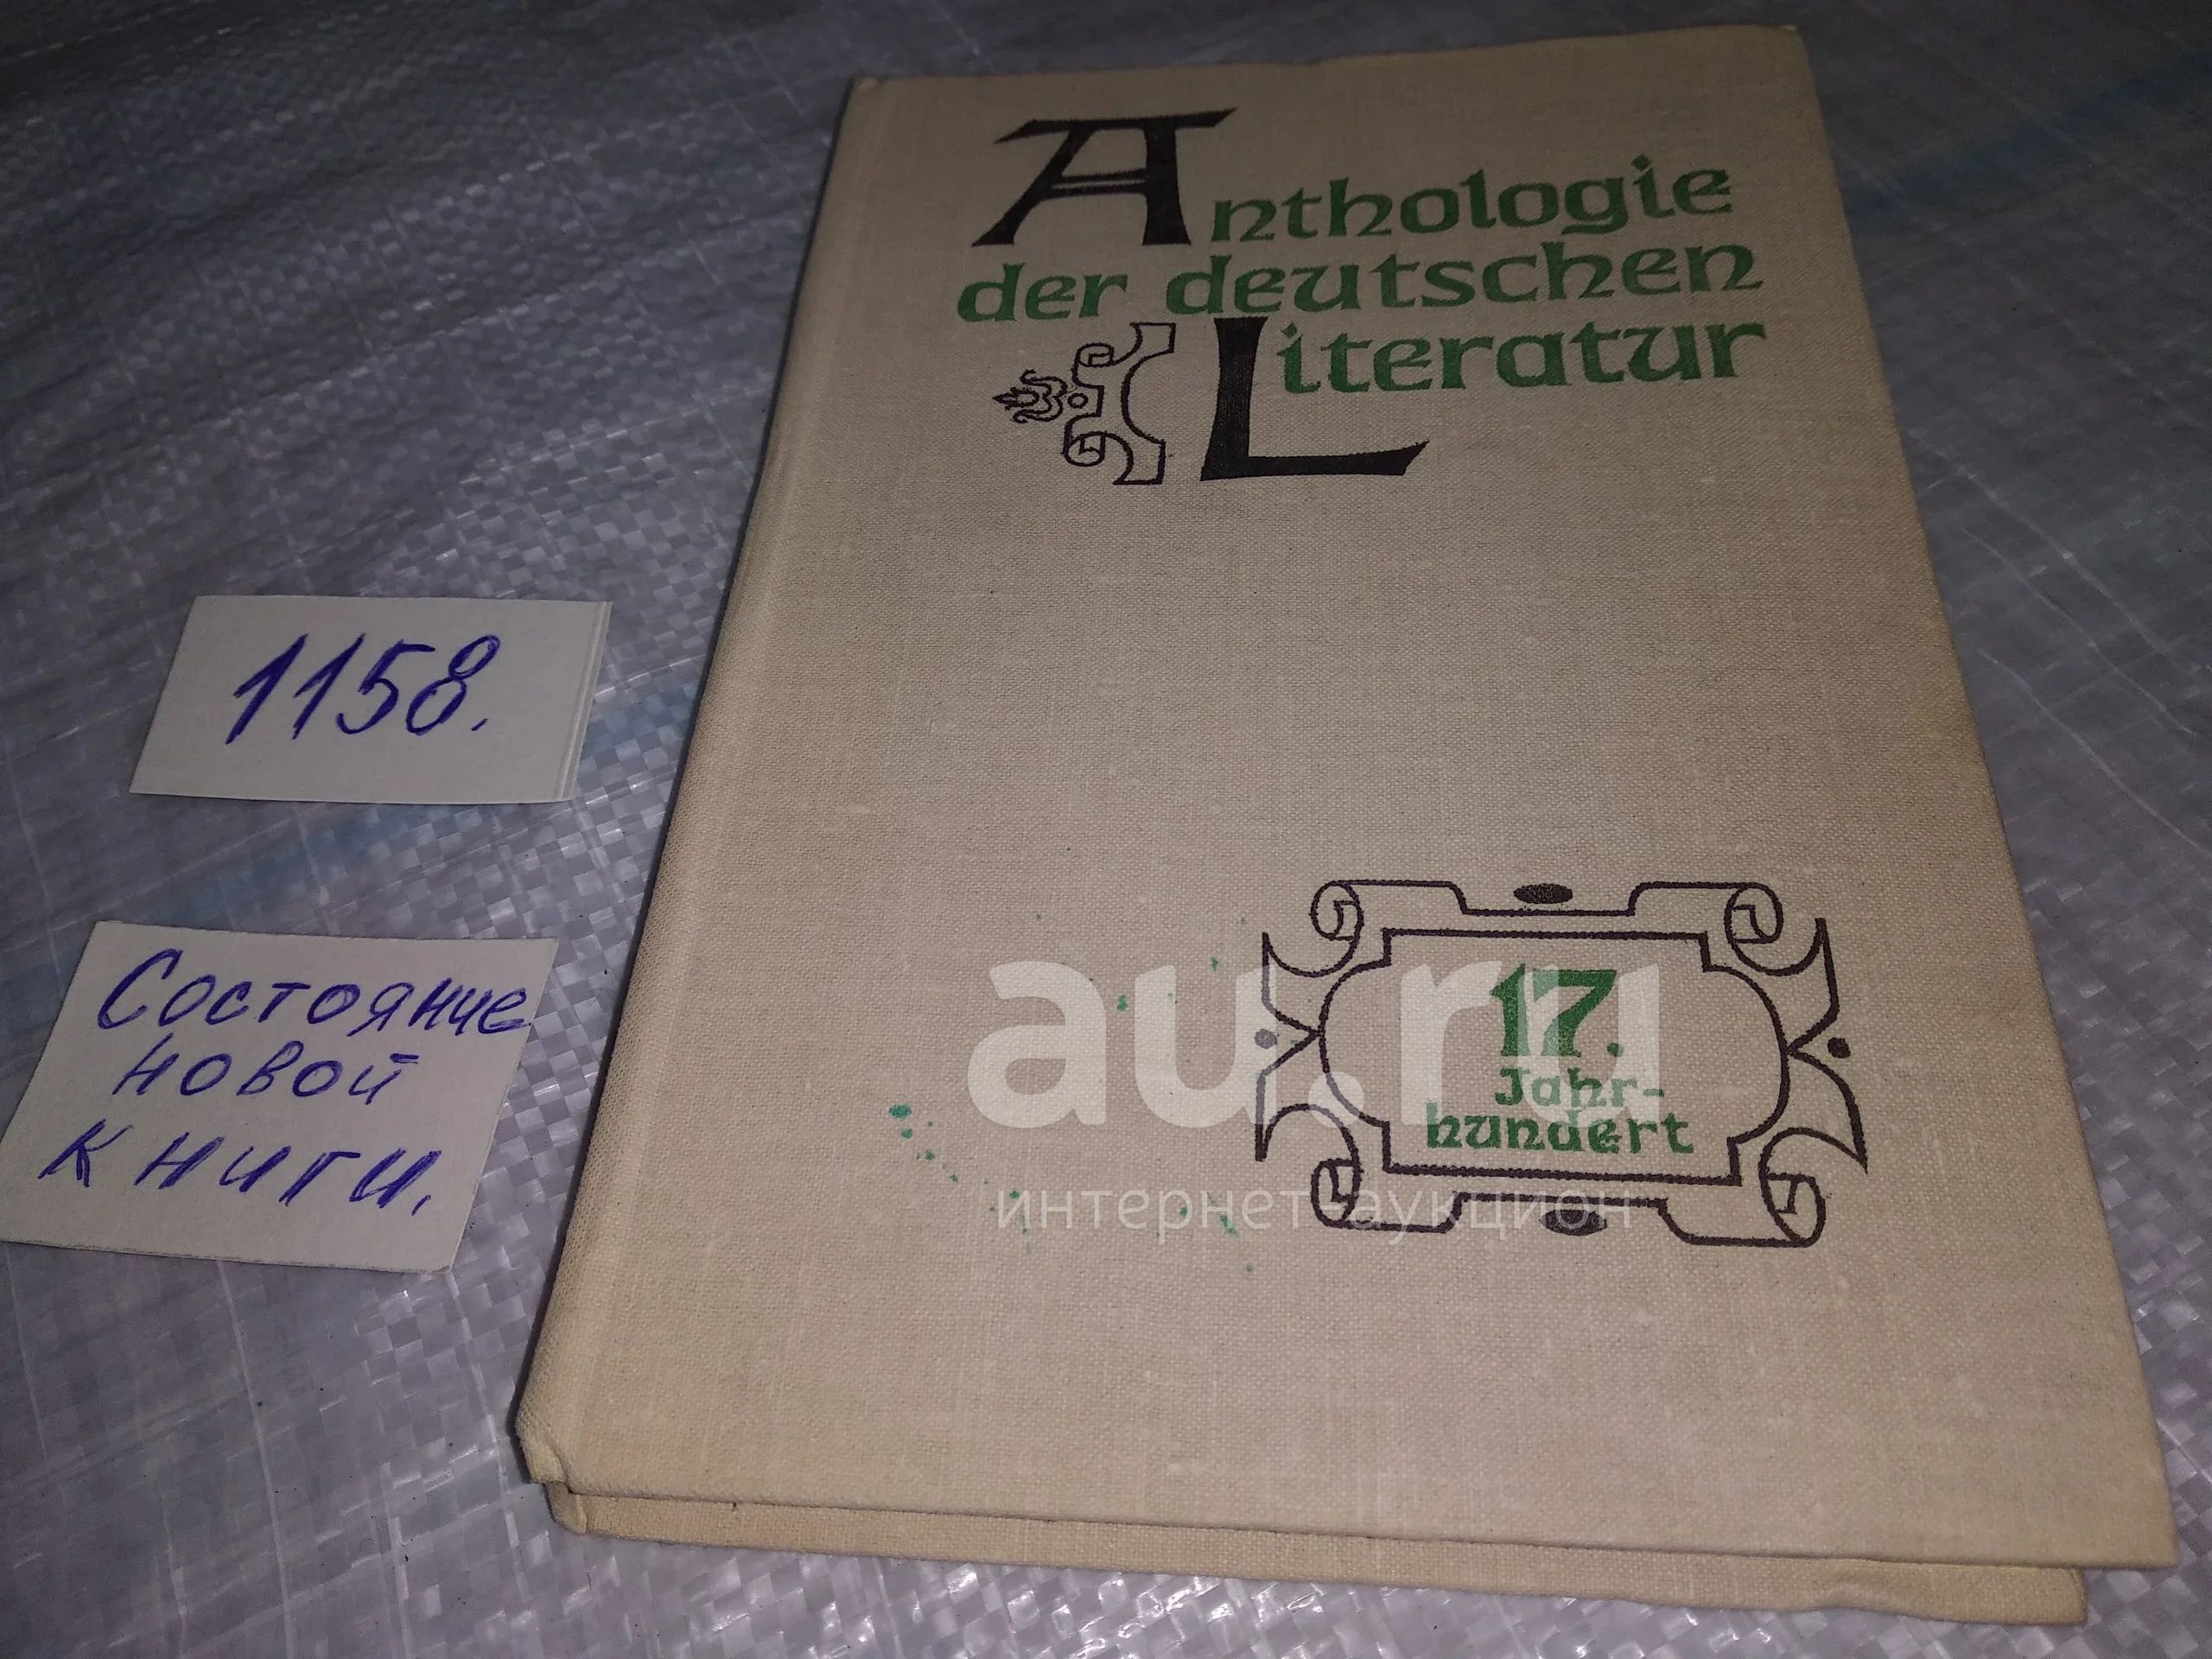 Anthologie
der deutschen
Literatur
1158.
Состояние
новой
книги.
17.
Jahr-
hundert
au.ru
интернет-аукцион